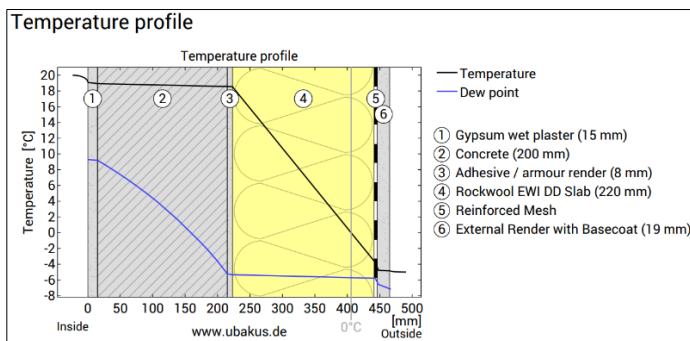 Temperature profile
Temperature profile
20
18
16
14
12
10
8
6
4
2
0
-2
-4
-6
-8
Temperature [°C]
1
2
3
4
5
6
0 50 100 150 200 250 300 350 400 450 500
[mm]
Inside
www.ubakus.de
0°C
Outside
Temperature
Dew point
1 Gypsum wet plaster (15 mm)
2 Concrete (200 mm)
3 Adhesive / armour render (8 mm)
4 Rockwool EWI DD Slab (220 mm)
5 Reinforced Mesh
6 External Render with Basecoat (19 mm)